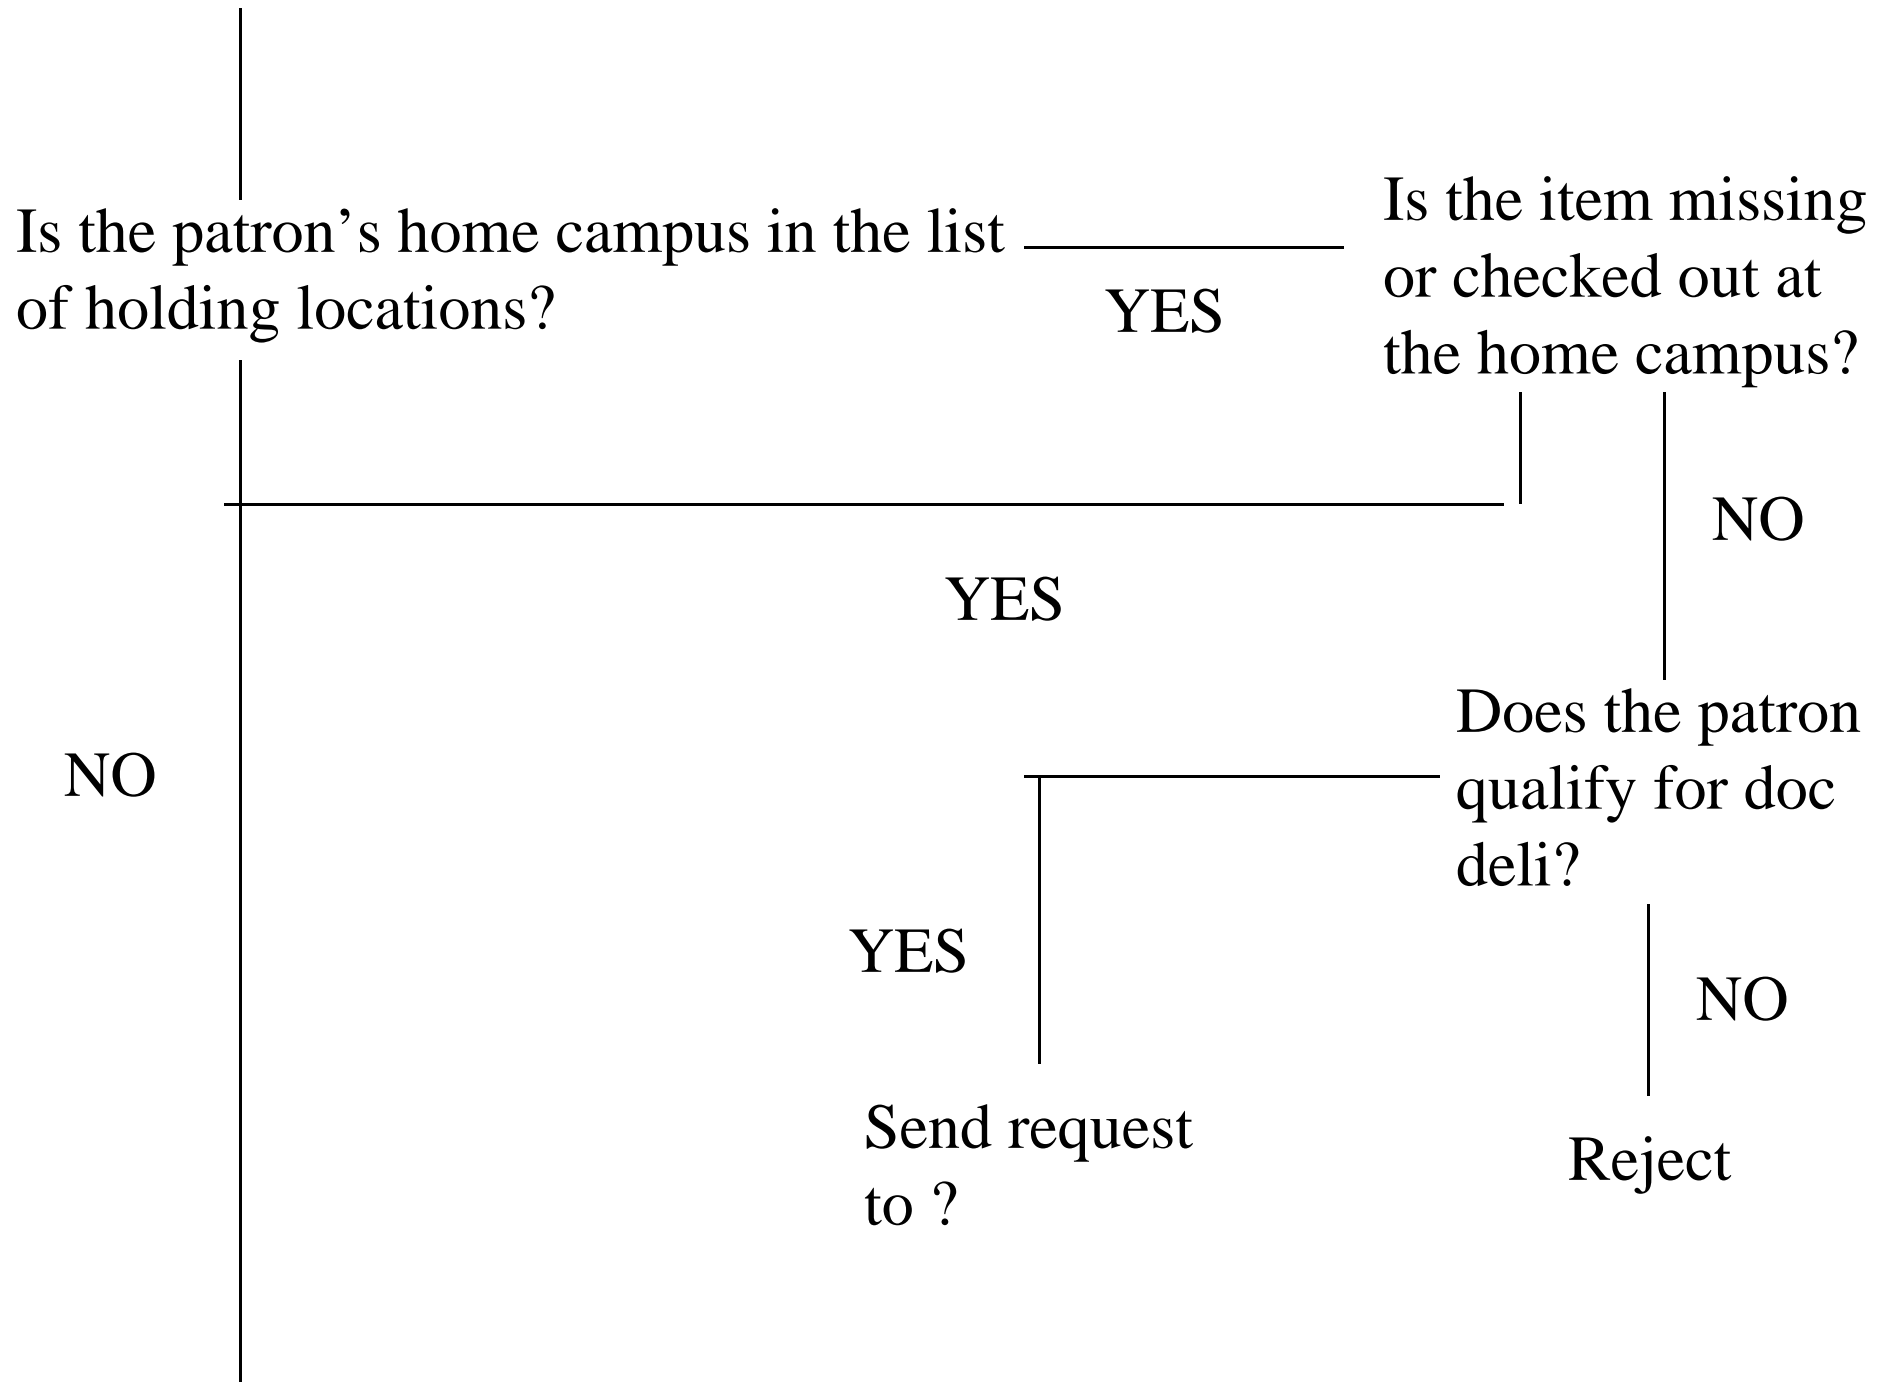 Is the patron’s home campus in the list
of holding locations?
YES
Is the item missing
or checked out at
the home campus?
NO
YES
Does the patron
qualify for doc
deli?
NO
YES
NO
Send request
to ?
Reject